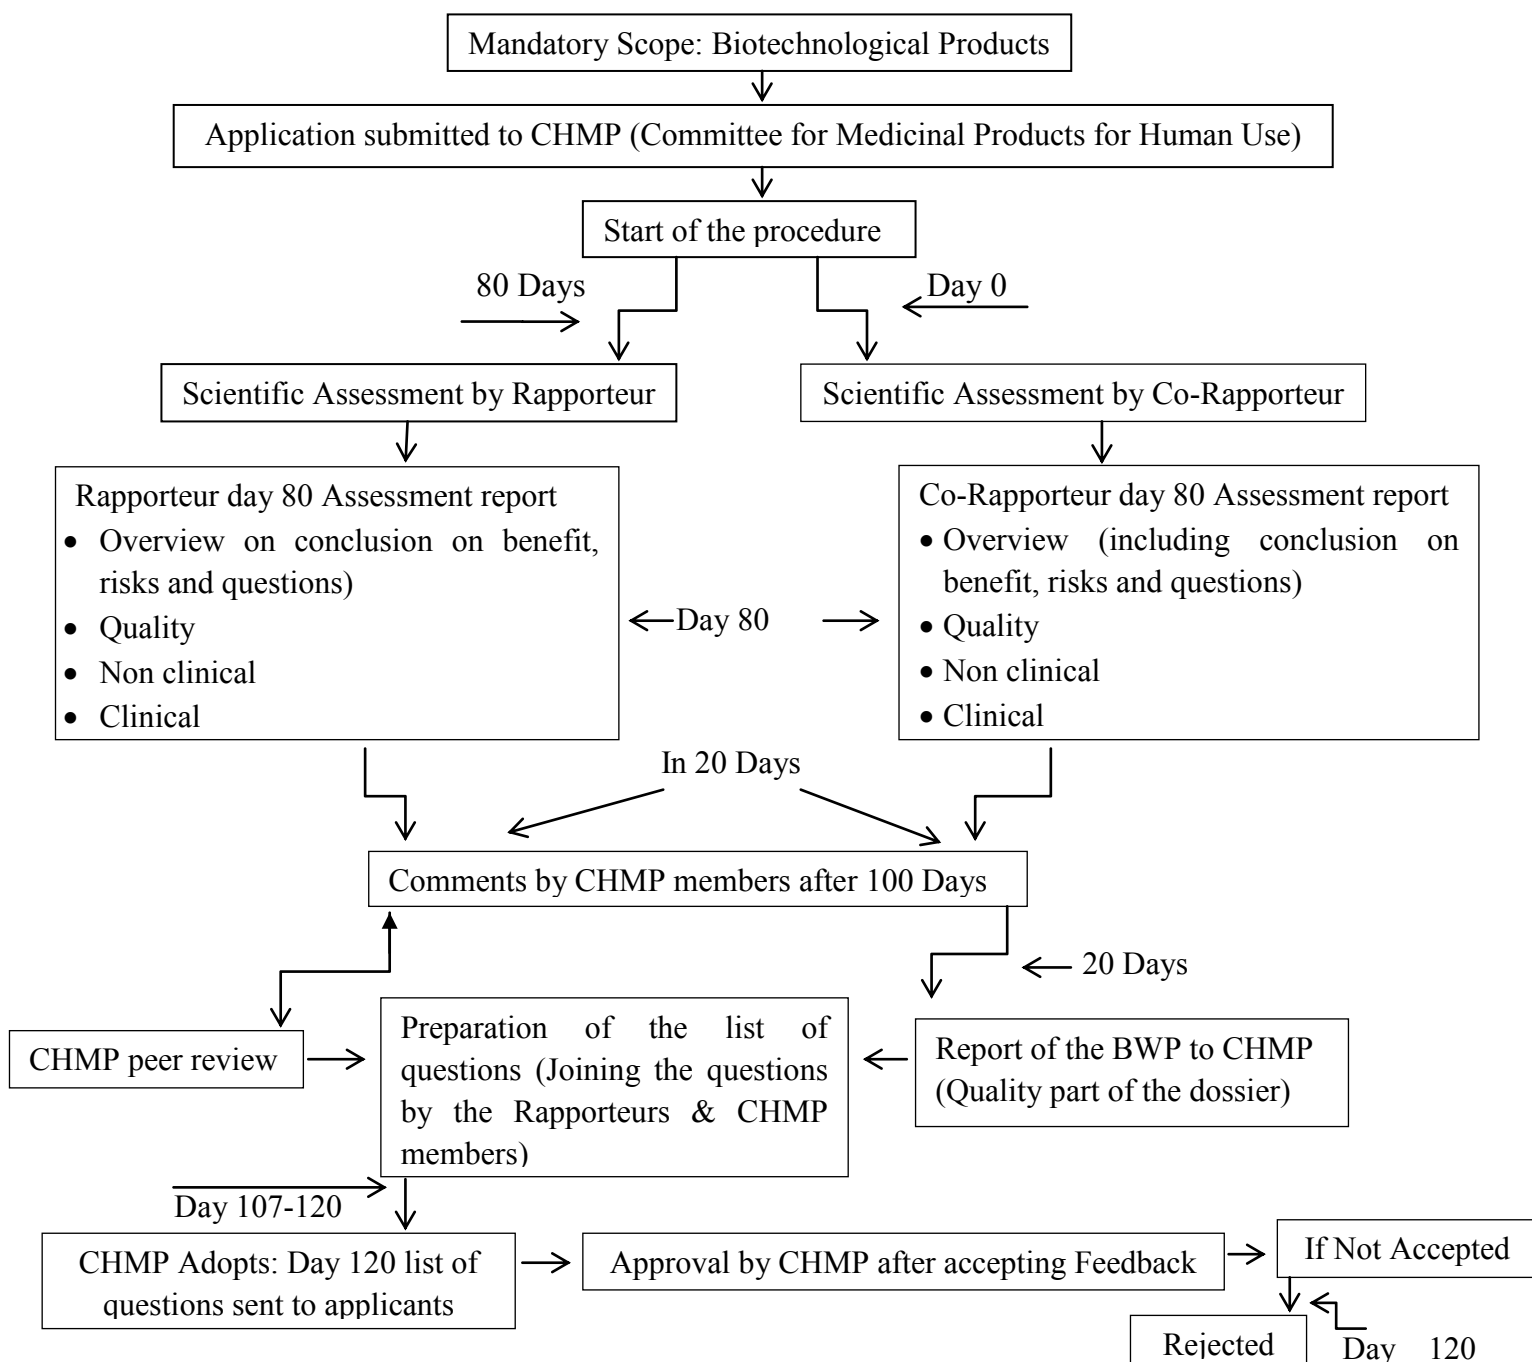 Mandatory Scope: Biotechnological Products
Application submitted to CHMP (Committee for Medicinal Products for Human Use)
Start of the procedure
80 Days
Day 0
Scientific Assessment by Rapporteur
Scientific Assessment by Co-Rapporteur
Rapporteur day 80 Assessment report
• Overview on conclusion on benefit,
risks and questions)
• Quality
• Non clinical
• Clinical
Day 80
Co-Rapporteur day 80 Assessment report
• Overview (including conclusion on
benefit, risks and questions)
• Quality
• Non clinical
• Clinical
In 20 Days
Comments by CHMP members after 100 Days
20 Days
CHMP peer review
Preparation of the list of
questions (Joining the questions
by the Rapporteurs & CHMP
members)
Report of the BWP to CHMP
(Quality part of the dossier)
Day 107-120
CHMP Adopts: Day 120 list of
questions sent to applicants
Approval by CHMP after accepting Feedback
If Not Accepted
Rejected
Day 120